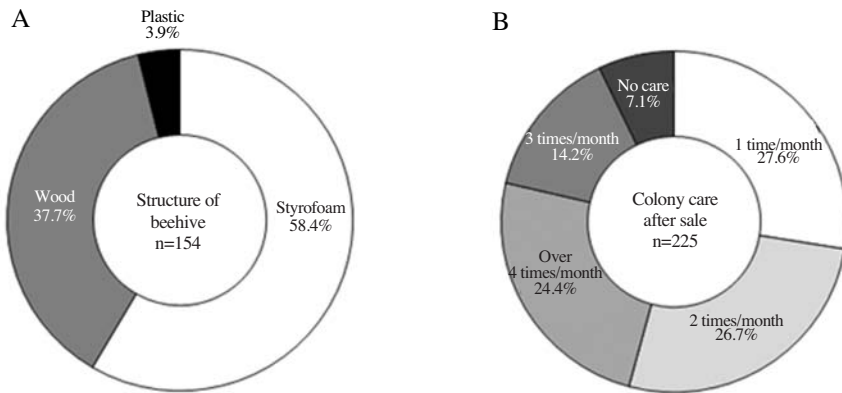 A
Plastic
3.9%
Wood
37.7%
Structure of
beehive
n=154
Styrofoam
58.4%
B
No care
7.1%
3 times/month
14.2%
1 time/month
27.6%
Colony care
after sale
n=225
Over
4 times/month
24.4%
2 times/month
26.7%